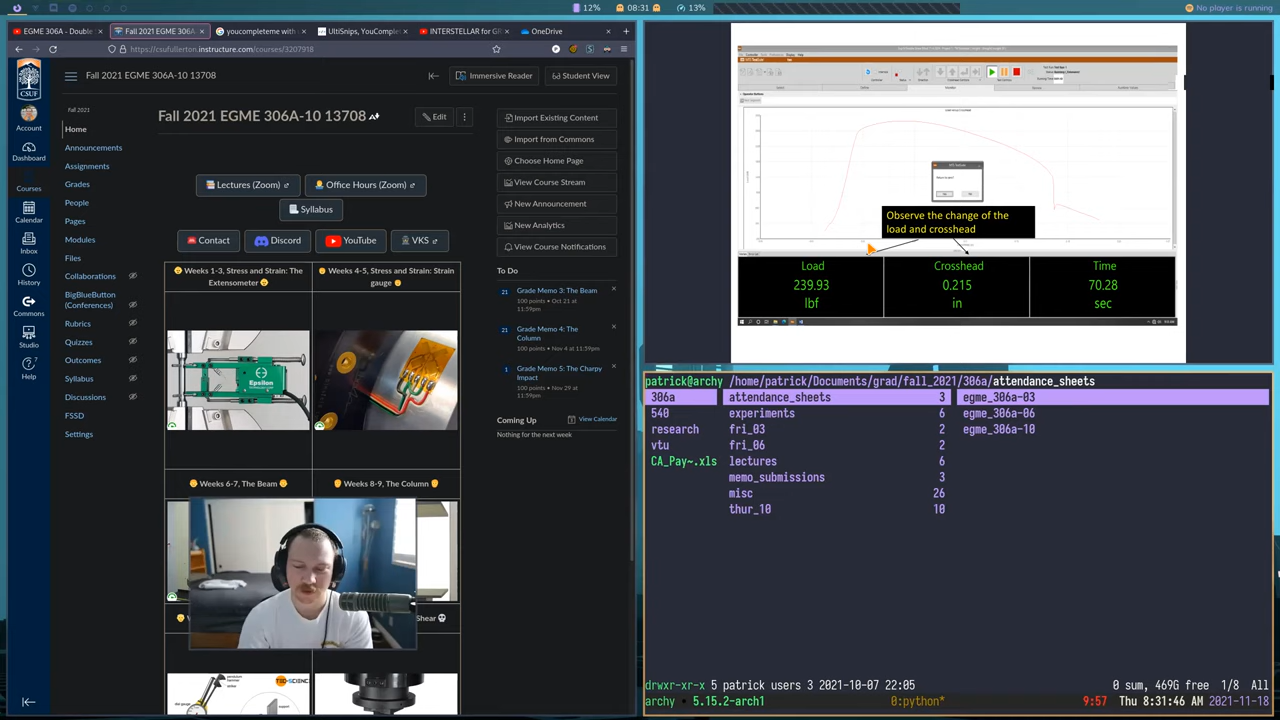 12%
08:31
13%
No player is running
EGME 306A - Double S
Fall 2021 EGME 306A-
youcompleteme with
UltiSnips, YouComple
INTERSTELLAR for GR
OneDrive
https://csufullerton.instructure.com/courses/3207918
Fall 2021 EGME 306A-10 13708
Immersive Reader
Student View
CSUF
Account
Dashboard
Courses
Calendar
Inbox
History
Commons
Studio
Help
Fall 2021
Home
Announcements
Assignments
Grades
People
Pages
Modules
Files
Collaborations
BigBlueButton
(Conferences)
Rubrics
Quizzes
Outcomes
Syllabus
Discussions
FSSD
Settings
Fall 2021 EGME 306A-10 13708
Edit
Lectures (Zoom)
Office Hours (Zoom)
Syllabus
Contact
Discord
YouTube
VKS
Weeks 1-3, Stress and Strain: The
Extensometer
Weeks 4-5, Stress and Strain: Strain
gauge
Epsilon
Weeks 6-7, The Beam
Weeks 8-9, The Column
Shear
Import Existing Content
Import from Commons
Choose Home Page
View Course Stream
New Announcement
New Analytics
View Course Notifications
To Do
21
Grade Memo 3: The Beam
100 points • Oct 21 at
11:59pm
21
Grade Memo 4: The
Column
100 points • Nov 4 at 11:59pm
1
Grade Memo 5: The Charpy
Impact
100 points • Nov 29 at
11:59pm
Coming Up
View Calendar
Nothing for the next week
Observe the change of the
load and crosshead
Load
239.93
lbf
Crosshead
0.215
in
Time
70.28
sec
patrick@archy /home/patrick/Documents/grad/fall_2021/306a/attendance_sheets
306a
540
research
vtu
CA_Pay~.xls
attendance_sheets 3
experiments 6
fri_03 2
fri_06 2
lectures 6
memo_submissions 3
misc 26
thur_10 10
egme_306a-03
egme_306a-06
egme_306a-10
drwxr-xr-x 5 patrick users 3 2021-10-07 22:05
0 sum, 469G free 1/8 All
archy • 5.15.2-arch1
0:python*
9:57 Thu 8:31:46 AM 2021-11-18